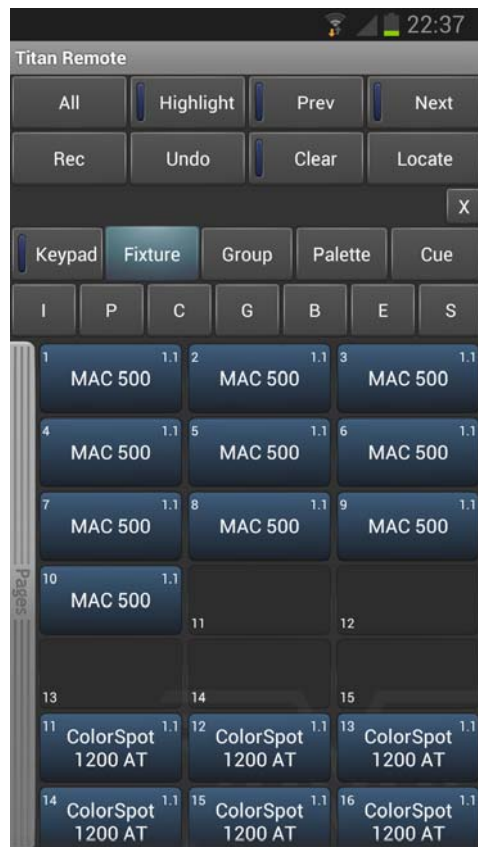 22:37
Titan Remote
All Highlight Prev Next
Rec Undo Clear Locate
X
Keypad Fixture Group Palette Cue
I P C G B E S
Pages
1 1.1 2 1.1 3 1.1
MAC 500 MAC 500 MAC 500
4 1.1 5 1.1 6 1.1
MAC 500 MAC 500 MAC 500
7 1.1 8 1.1 9 1.1
MAC 500 MAC 500 MAC 500
10 1.1
MAC 500
11 12
13 14 15
11 1.1 12 1.1 13 1.1
ColorSpot ColorSpot ColorSpot
1200 AT 1200 AT 1200 AT
14 1.1 15 1.1 16 1.1
ColorSpot ColorSpot ColorSpot
1200 AT 1200 AT 1200 AT